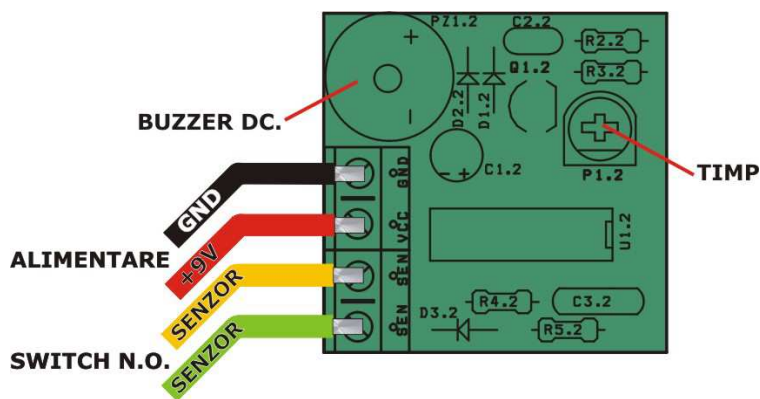 PZ1.2
C2.2
R2.2
R3.2
Q1.2
D2.2
D1.2
+
-
BUZZER DC.
C1.2
- +
P1.2
TIMP
GND
GND
+9V
VCC
ALIMENTARE
SENZOR
SEN
SENZOR
SEN
SWITCH N.O.
U1.2
R4.2
C3.2
D3.2
R5.2